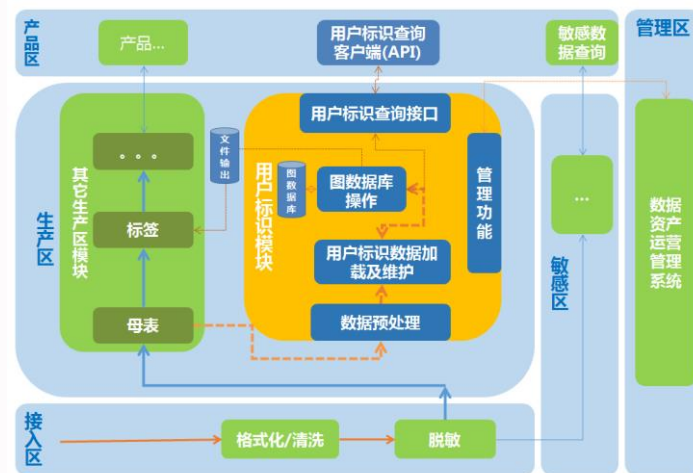 产品区
产品...
用户标识查询
客户端(API)
敏感数
据查询
管理区
生产区
其它生产区模块
。。。
标签
母表
文件输出
用户标识模块
图数据库
用户标识查询接口
图数据库
操作
管理功能
用户标识数据加
载及维护
数据预处理
...
敏感区
数据
资产
运营
管理
系统
接入区
格式化/清洗
脱敏